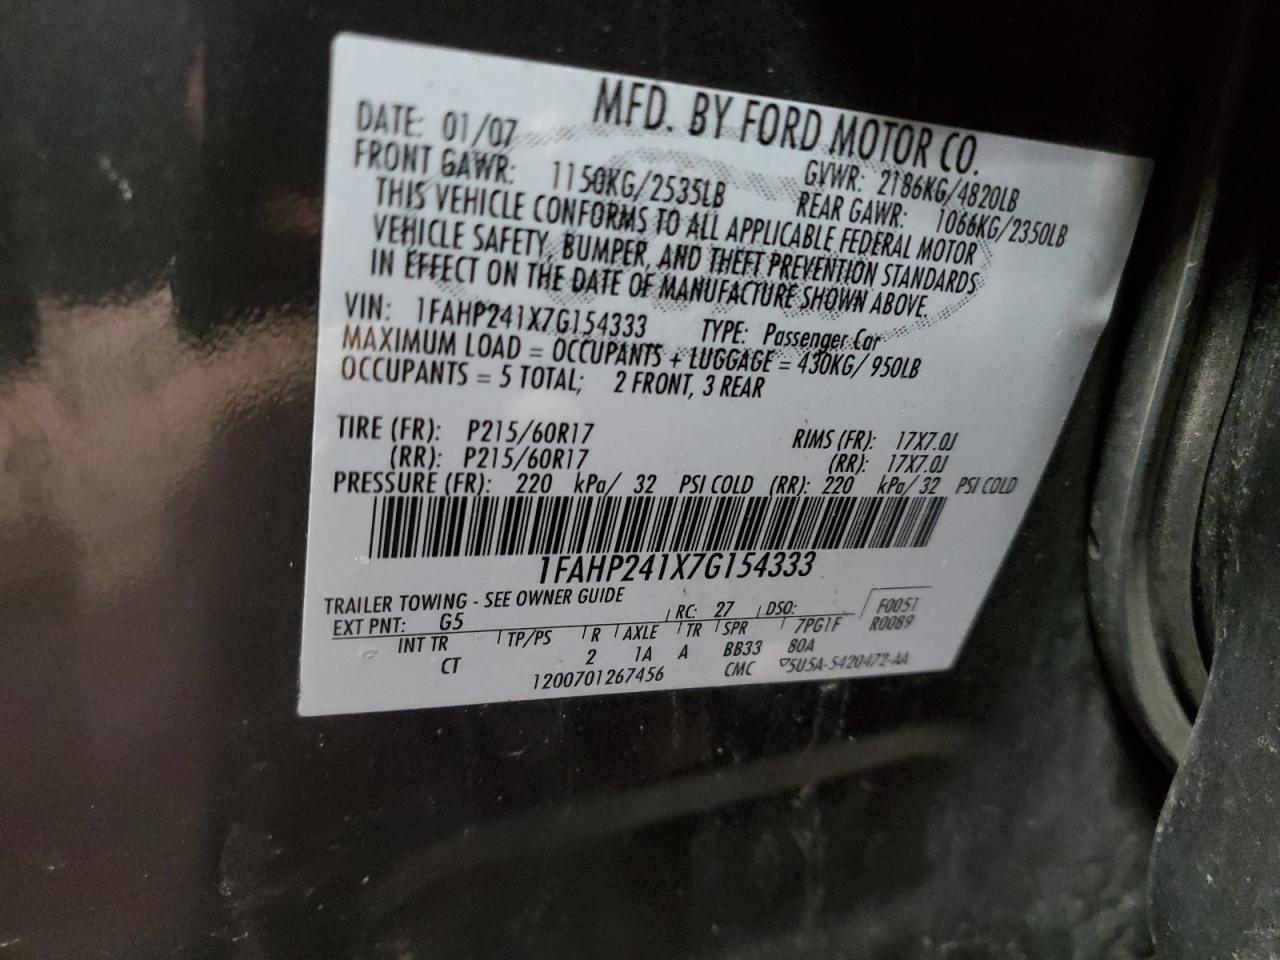 MFD. BY FORD MOTOR CO.
DATE: 01/07 GVWR: 2186KG/4820LB
FRONT GAWR: 1150KG/2535LB REAR GAWR: 1066KG/2350LB
THIS VEHICLE CONFORMS TO ALL APPLICABLE FEDERAL MOTOR
VEHICLE SAFETY, BUMPER, AND THEFT PREVENTION STANDARDS
IN EFFECT ON THE DATE OF MANUFACTURE SHOWN ABOVE.
VIN: 1FAHP241X7G154333 TYPE: Passenger Car
MAXIMUM LOAD = OCCUPANTS + LUGGAGE = 430KG/ 950LB
OCCUPANTS = 5 TOTAL; 2 FRONT, 3 REAR
TIRE (FR): P215/60R17 RIMS (FR): 17X7.0J
(RR): P215/60R17 (RR): 17X7.0J
PRESSURE (FR): 220 kPa/ 32 PSI COLD (RR): 220 kPa/ 32 PSI COLD
1FAHP241X7G154333
TRAILER TOWING - SEE OWNER GUIDE
EXT PNT: G5 RC: 27 DSO: F0051
INT TR TP/PS R AXLE TR SPR 7PG1F R0089
CT 2 1A A BB33 80A
1200701267456 CMC 5U5A-5420472-AA